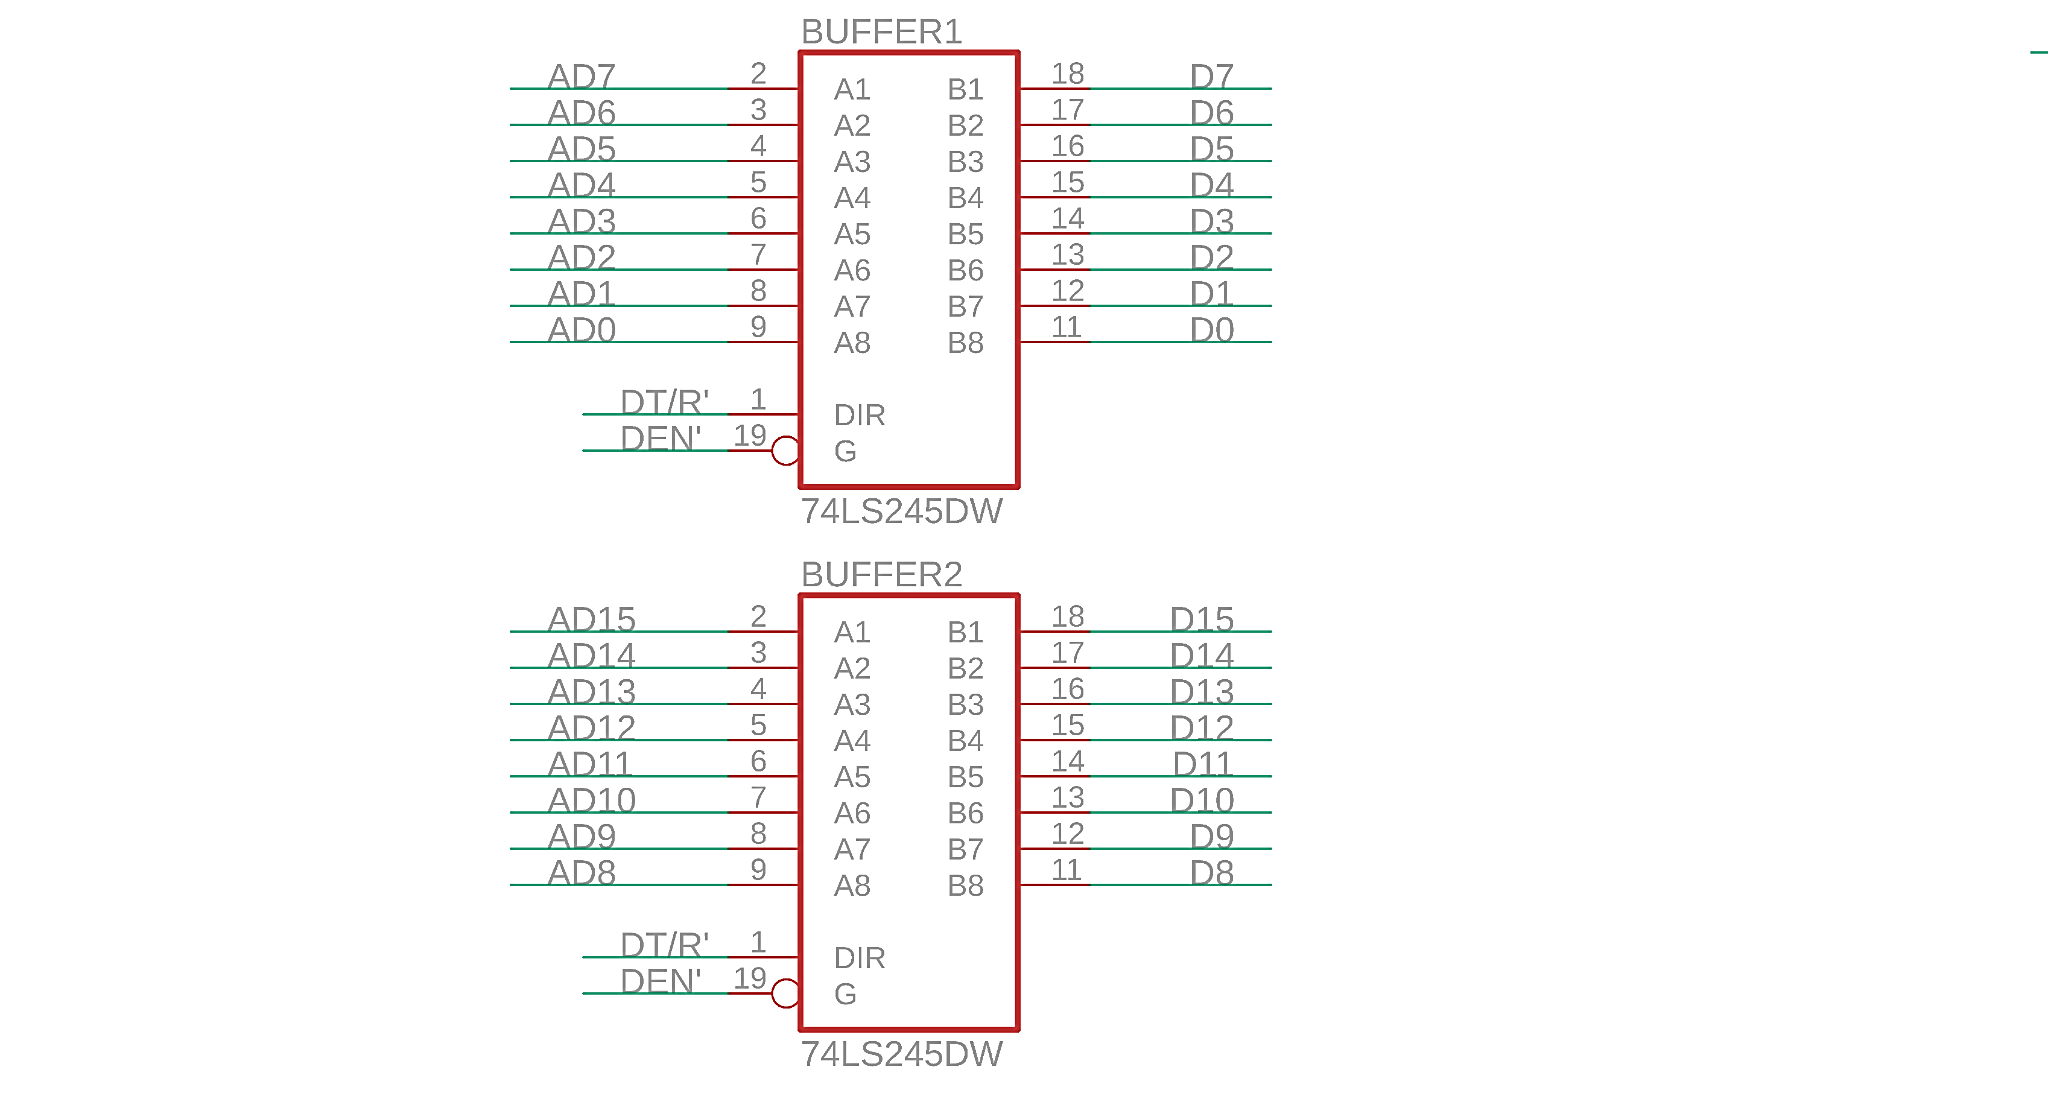 BUFFER1
AD7 2 A1 B1 18 D7
AD6 3 A2 B2 17 D6
AD5 4 A3 B3 16 D5
AD4 5 A4 B4 15 D4
AD3 6 A5 B5 14 D3
AD2 7 A6 B6 13 D2
AD1 8 A7 B7 12 D1
AD0 9 A8 B8 11 D0
DT/R' 1 DIR
DEN' 19 G
74LS245DW
BUFFER2
AD15 2 A1 B1 18 D15
AD14 3 A2 B2 17 D14
AD13 4 A3 B3 16 D13
AD12 5 A4 B4 15 D12
AD11 6 A5 B5 14 D11
AD10 7 A6 B6 13 D10
AD9 8 A7 B7 12 D9
AD8 9 A8 B8 11 D8
DT/R' 1 DIR
DEN' 19 G
74LS245DW